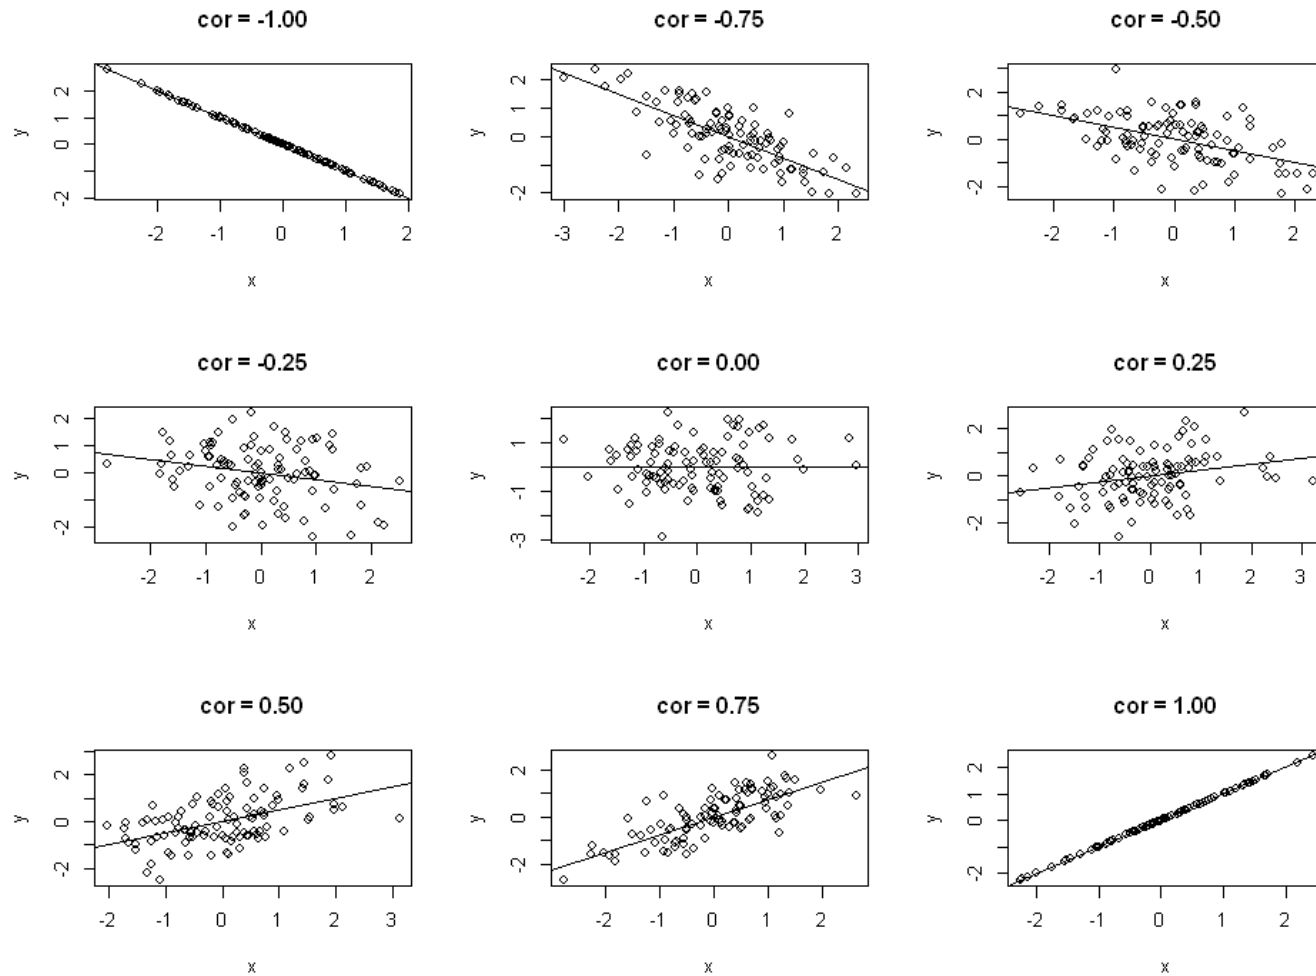 cor = -1.00
y
2
1
0
-2
-2 -1 0 1 2
x
cor = -0.75
y
2
1
0
-2
-3 -2 -1 0 1 2
x
cor = -0.50
y
2
0
-2
-2 -1 0 1 2
x
cor = -0.25
y
2
1
0
-2
-2 -1 0 1 2
x
cor = 0.00
y
1
-1
-3
-2 -1 0 1 2 3
x
cor = 0.25
y
2
1
0
-2
-2 -1 0 1 2 3
x
cor = 0.50
y
2
1
0
-2
-2 -1 0 1 2 3
x
cor = 0.75
y
2
1
0
-2
-2 -1 0 1 2
x
cor = 1.00
y
2
1
0
-2
-2 -1 0 1 2
x